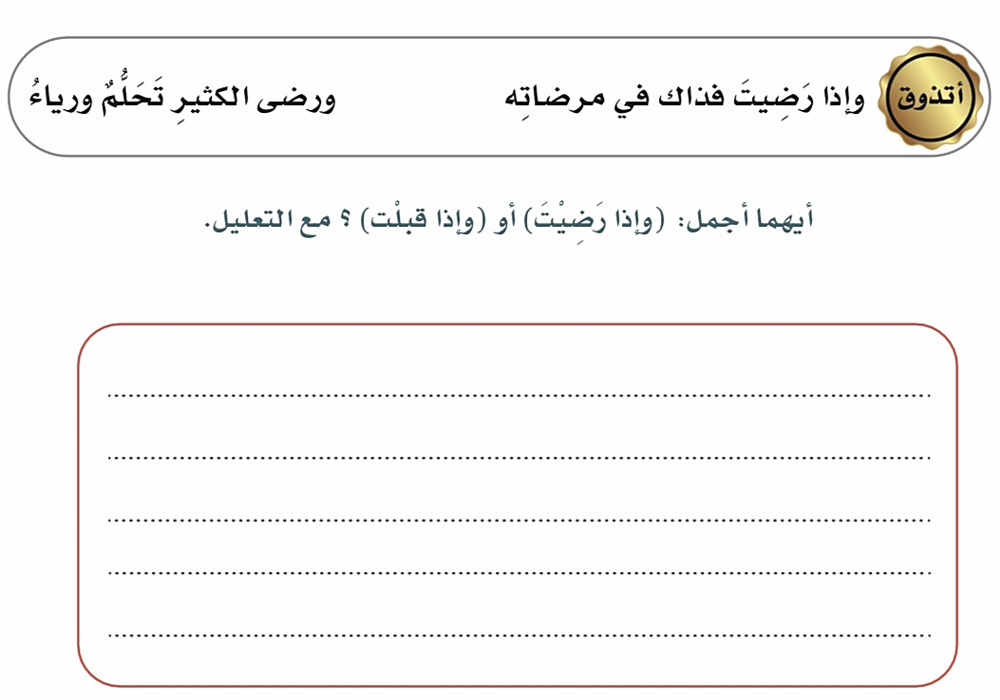 أتذوق
وإذا رَضِيتَ فذاك في مرضاتِه ورضى الكثيرِ تَحَلُّمٌ ورياءُ
أيهما أجمل: (وإذا رَضِيْتَ) أو (وإذا قبلْت) ؟ مع التعليل.